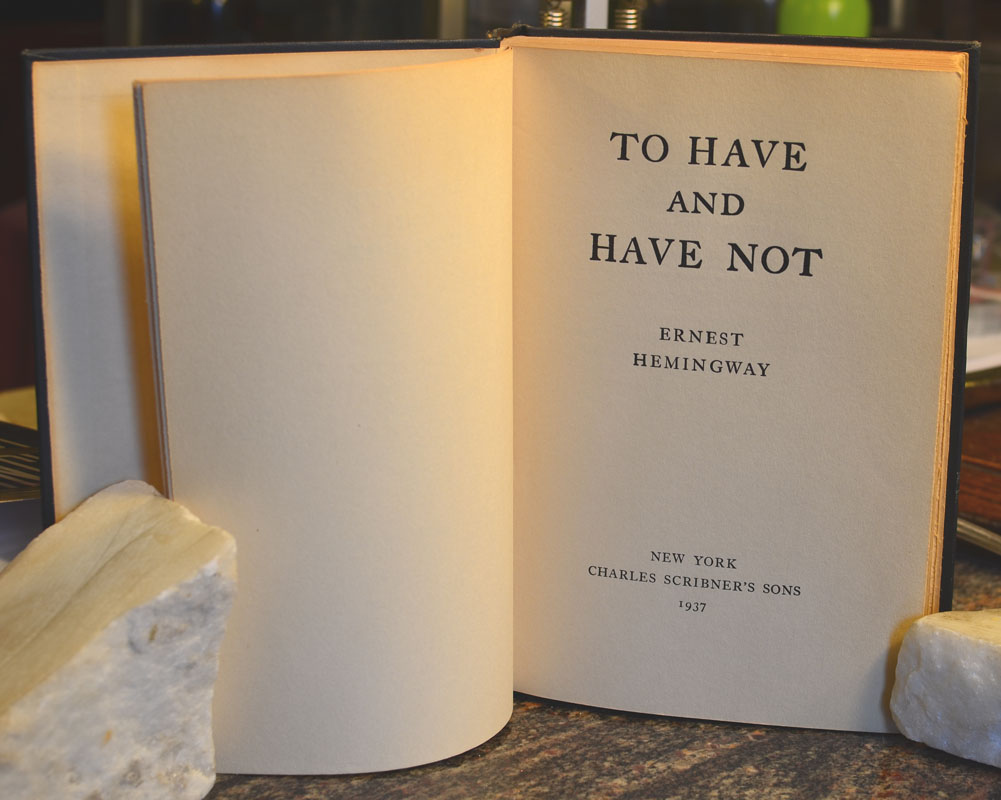 TO HAVE
AND
HAVE NOT
ERNEST
HEMINGWAY
NEW YORK
CHARLES SCRIBNER'S SONS
1937